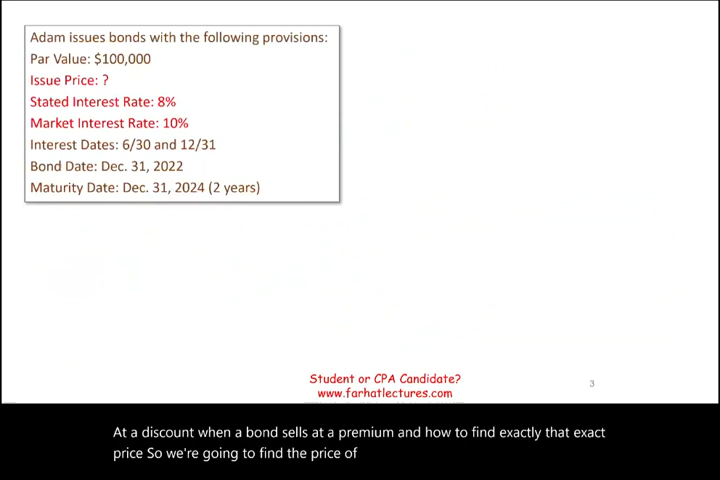 Adam issues bonds with the following provisions:
Par Value: $100,000
Issue Price: ?
Stated Interest Rate: 8%
Market Interest Rate: 10%
Interest Dates: 6/30 and 12/31
Bond Date: Dec. 31, 2022
Maturity Date: Dec. 31, 2024 (2 years)
Student or CPA Candidate?
www.farhatlectures.com
3
At a discount when a bond sells at a premium and how to find exactly that exact
price So we're going to find the price of